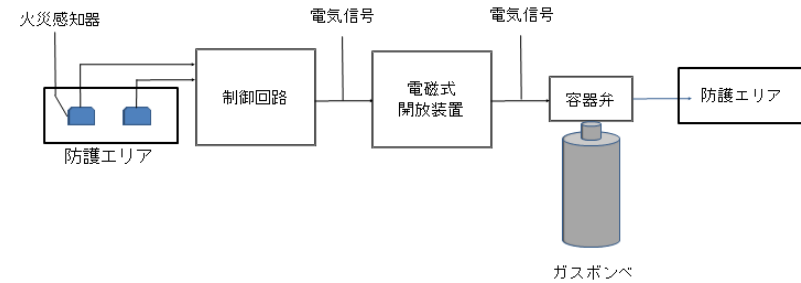 火災感知器
電気信号
電気信号
制御回路
電磁式
開放装置
容器弁
防護エリア
防護エリア
ガスボンベ